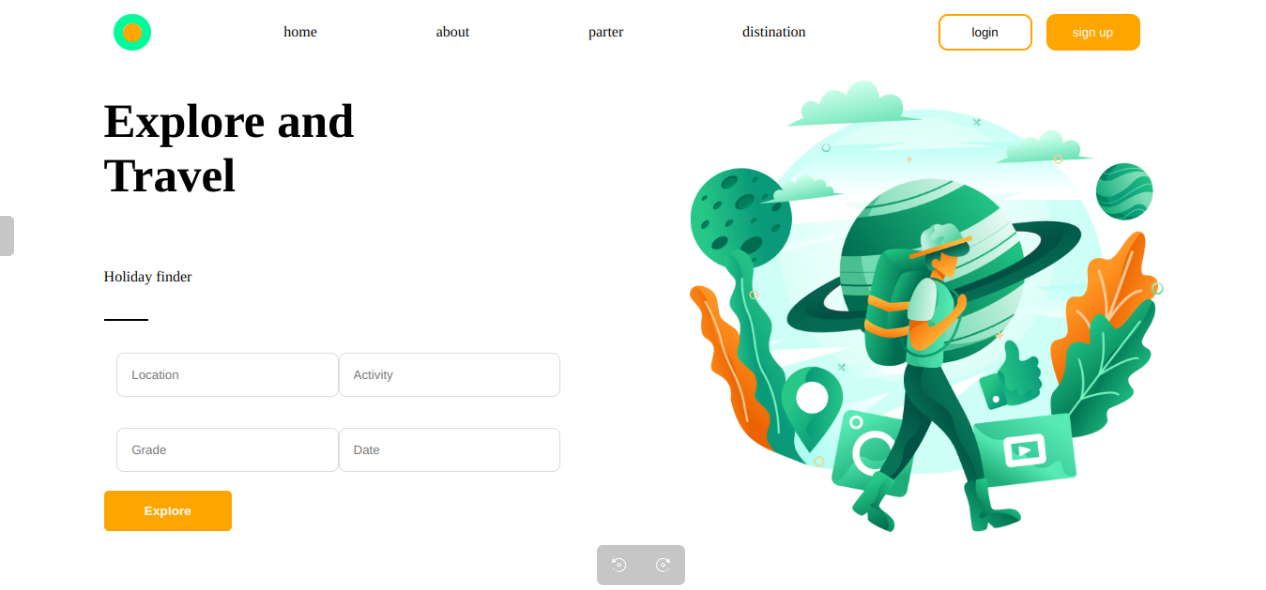 home about parter distination login sign up
Explore and
Travel
Holiday finder
Location Activity
Grade Date
Explore